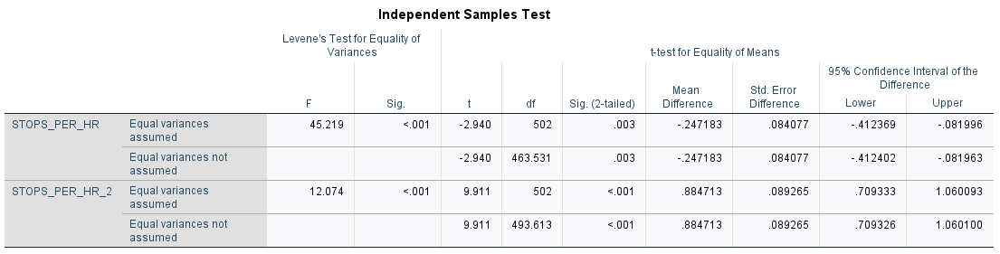 Independent Samples Test
Levene's Test for Equality of Variances
t-test for Equality of Means
95% Confidence Interval of the Difference
F Sig. t df Sig. (2-tailed) Mean Difference Std. Error Difference Lower Upper
STOPS_PER_HR Equal variances assumed 45.219 <.001 -2.940 502 .003 -.247183 .084077 -.412369 -.081996
Equal variances not assumed -2.940 463.531 .003 -.247183 .084077 -.412402 -.081963
STOPS_PER_HR_2 Equal variances assumed 12.074 <.001 9.911 502 <.001 .884713 .089265 .709333 1.060093
Equal variances not assumed 9.911 493.613 <.001 .884713 .089265 .709326 1.060100